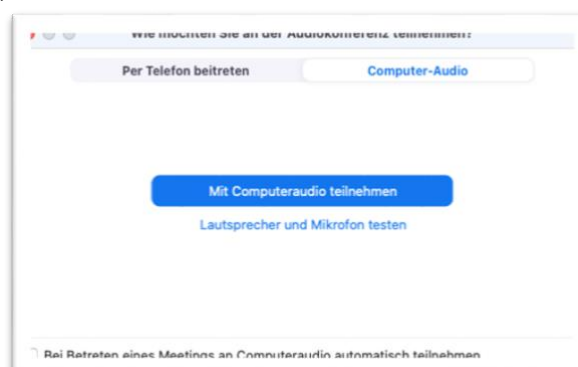 Wie möchten Sie an der Audiokonferenz teilnehmen?
Per Telefon beitreten Computer-Audio
Mit Computeraudio teilnehmen
Lautsprecher und Mikrofon testen
Bei Betreten eines Meetings an Computeraudio automatisch teilnehmen